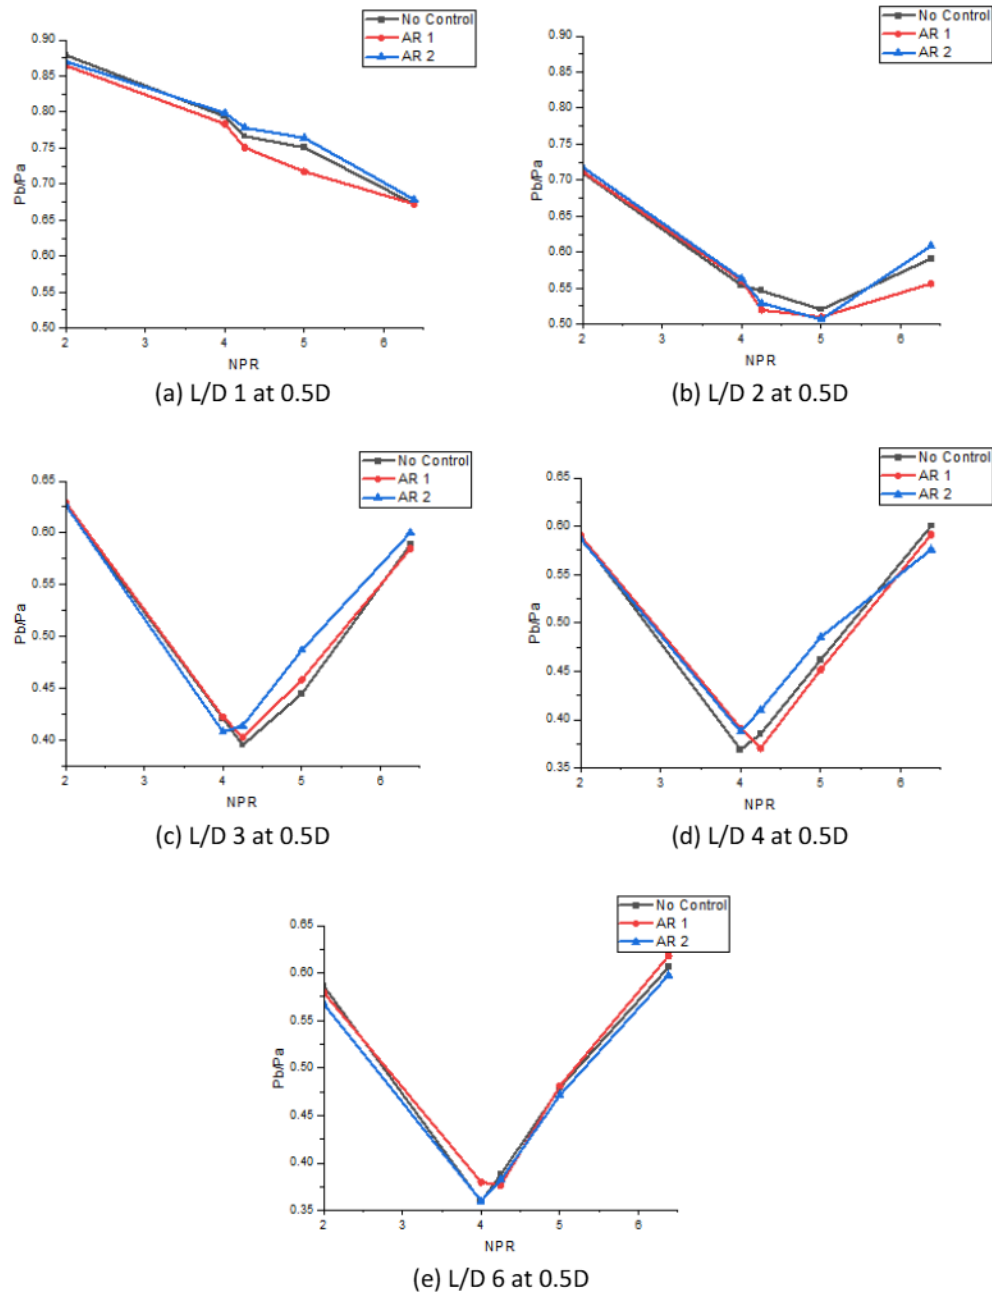 No Control
AR 1
AR 2
0.90
0.85
0.80
0.75
0.70
0.65
0.60
0.55
0.50
Pb/Pa
2 3 4 5 6
NPR
(a) L/D 1 at 0.5D
No Control
AR 1
AR 2
0.90
0.85
0.80
0.75
0.70
0.65
0.60
0.55
0.50
Pb/Pa
2 3 4 5 6
NPR
(b) L/D 2 at 0.5D
No Control
AR 1
AR 2
0.65
0.60
0.55
0.50
0.45
0.40
Pb/Pa
2 3 4 5 6
NPR
(c) L/D 3 at 0.5D
No Control
AR 1
AR 2
0.65
0.60
0.55
0.50
0.45
0.40
0.35
Pb/Pa
2 3 4 5 6
NPR
(d) L/D 4 at 0.5D
No Control
AR 1
AR 2
0.65
0.60
0.55
0.50
0.45
0.40
0.35
Pb/Pa
2 3 4 5 6
NPR
(e) L/D 6 at 0.5D